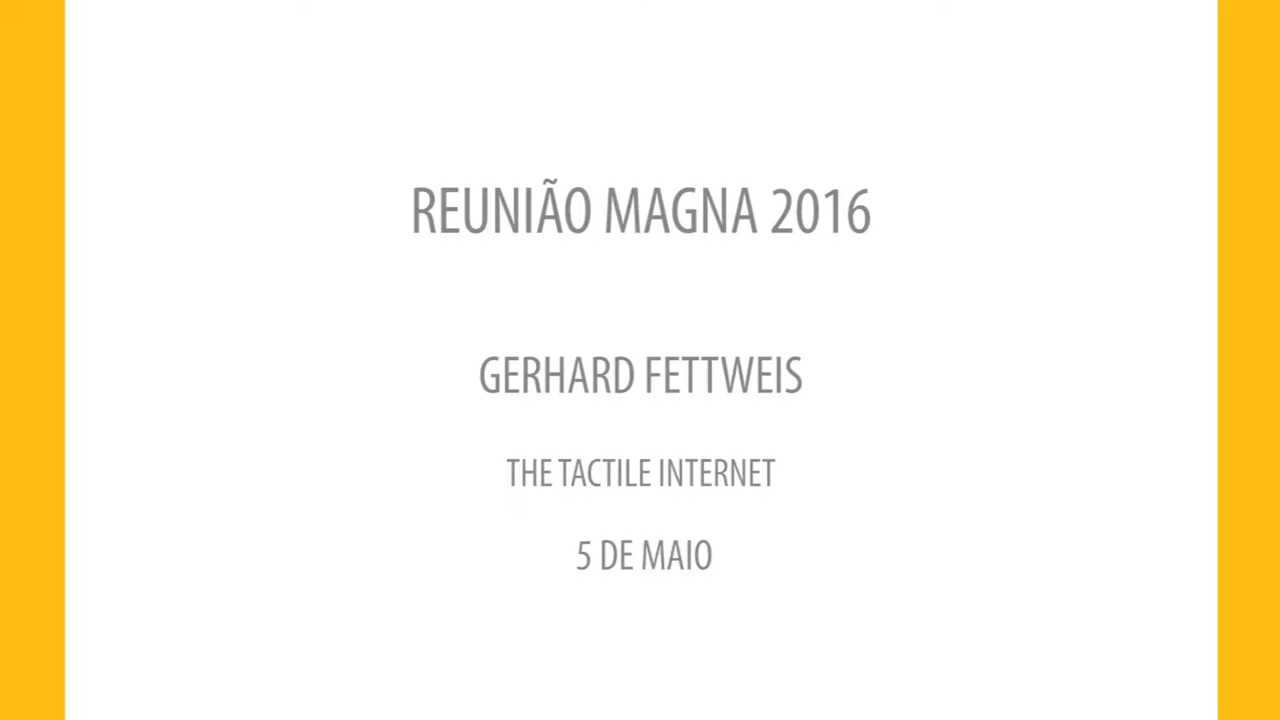 REUNIÃO MAGNA 2016
GERHARD FETTWEIS
THE TACTILE INTERNET
5 DE MAIO